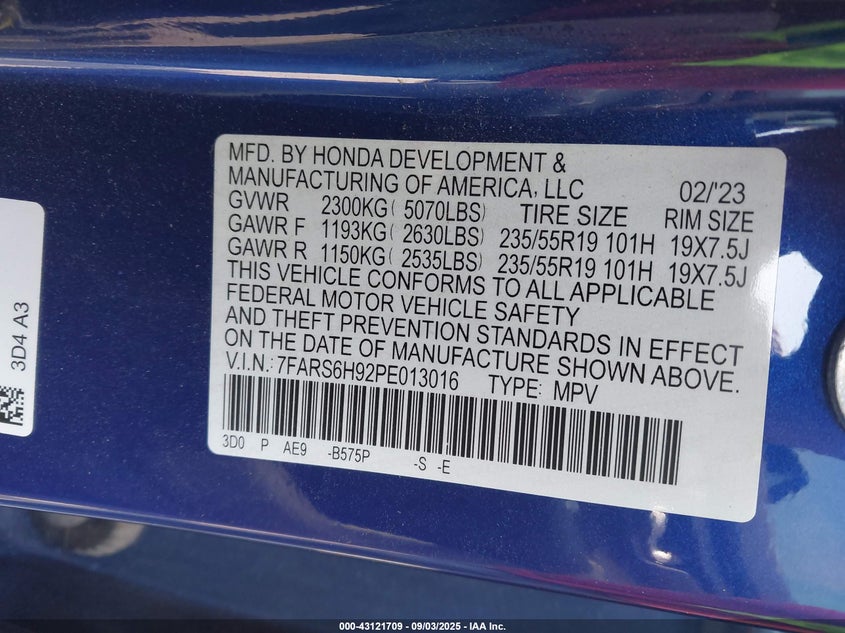 MFD. BY HONDA DEVELOPMENT &
MANUFACTURING OF AMERICA, LLC 02/'23
GVWR 2300KG ( 5070LBS) TIRE SIZE RIM SIZE
GAWR F 1193KG ( 2630LBS) 235/55R19 101H 19X7.5J
GAWR R 1150KG ( 2535LBS) 235/55R19 101H 19X7.5J
THIS VEHICLE CONFORMS TO ALL APPLICABLE
FEDERAL MOTOR VEHICLE SAFETY
AND THEFT PREVENTION STANDARDS IN EFFECT
ON THE DATE OF MANUFACTURE SHOWN ABOVE.
V.I.N.: 7FARS6H92PE013016 TYPE: MPV
3D0 P AE9 -B575P -S -E
3D4 A3
000-43121709 - 09/03/2025 - IAA Inc.